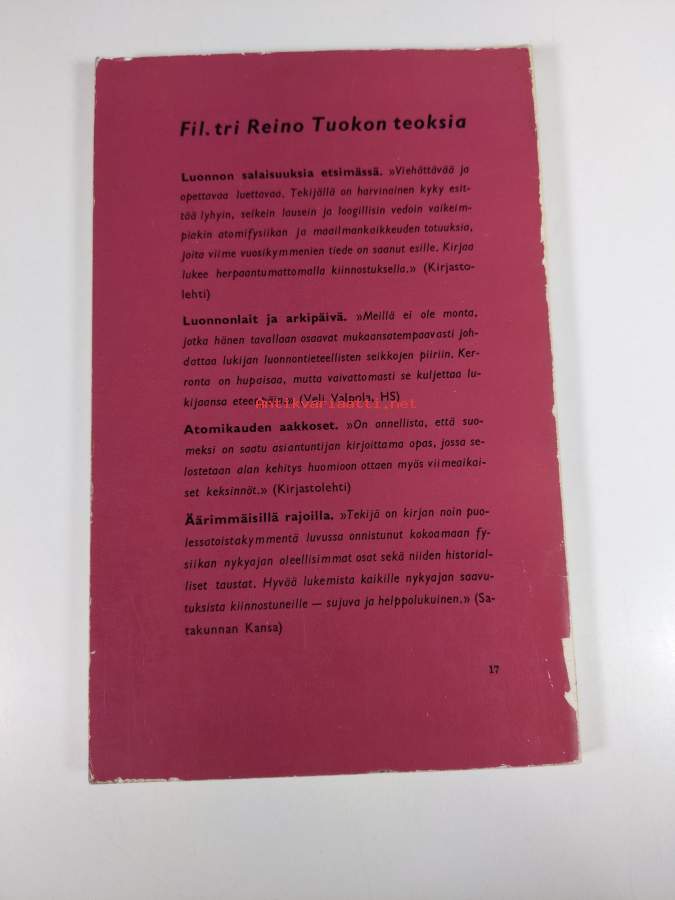 Fil. tri Reino Tuokon teoksia
Luonnon salaisuuksia etsimässä. »Viehättävää ja
opettavaa luettavaa. Tekijällä on harvinainen kyky esit-
tää lyhyin, selkein lausein ja loogillisin vedoin vaikeim-
piakin atomifysiikan ja maailmankaikkeuden totuuksia,
joita viime vuosikymmenien tiede on saanut esille. Kirjaa
lukee herpaantumattomalla kiinnostuksella.» (Kirjasto-
lehti)
Luonnonlait ja arkipäivä. »Meillä ei ole monta,
jotka hänen tavallaan osaavat mukaansatempaavasti joh-
dattaa lukijan luonnontieteellisten seikkojen piiriin. Ker-
ronta on hupaisaa, mutta vaivattomasti se kuljettaa lu-
kijaansa eteenpäin.» (Veli Valpola, HS)
Antikvariaatti.net
Atomikauden aakkoset. »On annellista, että suo-
meksi on saatu asiantuntijan kirjoittama opas, jossa se-
lostetaan alan kehitys huomioon ottaen myös viimeaikai-
set keksinnöt.» (Kirjastolehti)
Äärimmäisillä rajoilla. »Tekijä on kirjan noin puo-
lessatoistakymmentä luvussa onnistunut kokoamaan fy-
siikan nykyajan oleellisimmat osat sekä niiden historial-
liset taustat. Hyvää lukemista kaikille nykyajan saavu-
tuksista kiinnostuneille — sujuva ja helppolukuinen.» (Sa-
takunnan Kansa)
17